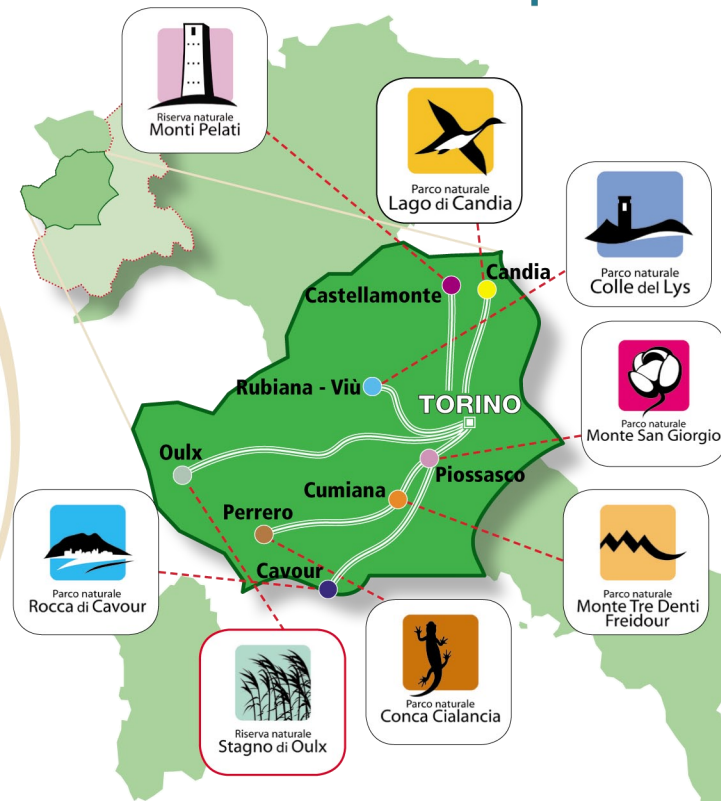 Riserva naturale
Monti Pelati
Parco naturale
Lago di Candia
Parco naturale
Colle del Lys
Candia
Castellamonte
Rubiana - Viù
TORINO
Parco naturale
Monte San Giorgio
Oulx
Piossasco
Cumiana
Perrero
Cavour
Parco naturale
Rocca di Cavour
Parco naturale
Monte Tre Denti
Freidour
Parco naturale
Conca Cialancia
Riserva naturale
Stagno di Oulx